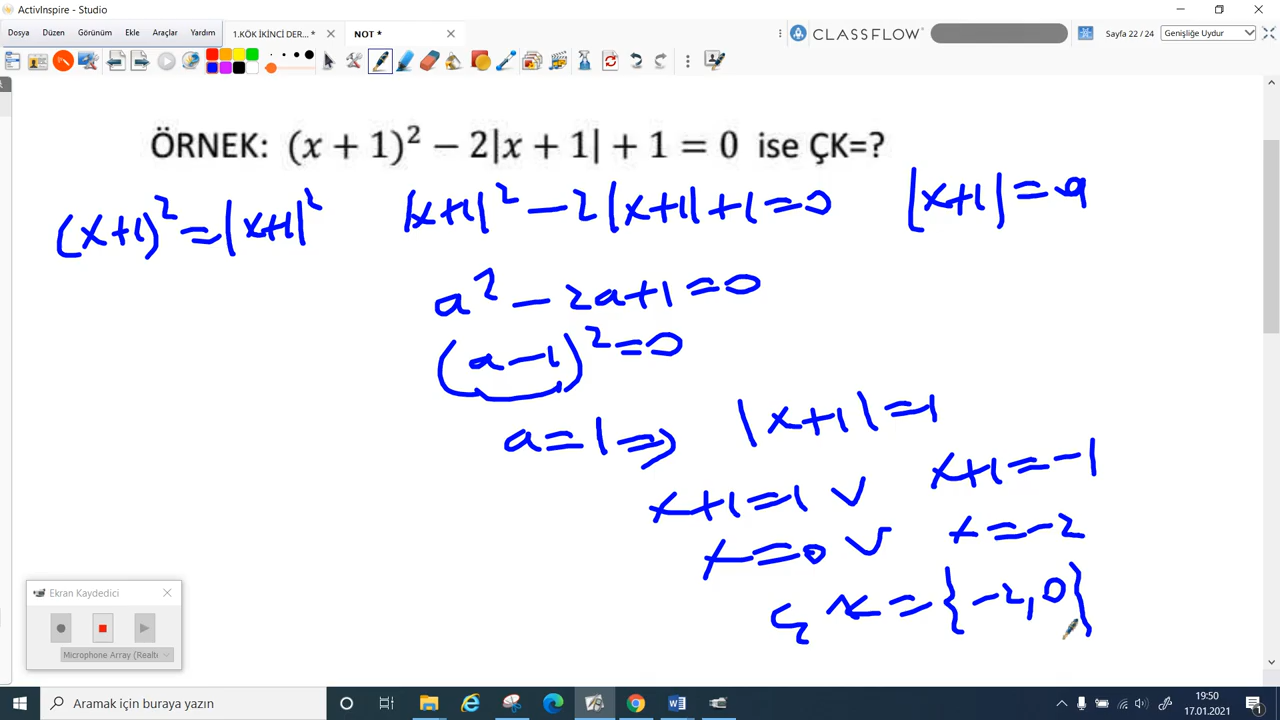 ActivInspire - Studio
Dosya Düzen Görünüm Ekle Araçlar Yardım 1.KÖK İKİNCİ DER...* NOT * CLASSFLOW Sayfa 22 / 24 Genişliğe Uydur
ÖRNEK: (x + 1)² − 2|x + 1| + 1 = 0 ise ÇK=?
(x+1)²=|x+1|² |x+1|² − 2|x+1|+1=0 |x+1|=a
a² − 2a+1=0
(a−1)²=0
a=1⇒ |x+1|=1
x+1=1 ∨ x+1=−1
x=0 ∨ x=−2
ÇK={−2,0}
Ekran Kaydedici
Microphone Array (Realt
Aramak için buraya yazın
19:50
17.01.2021
1